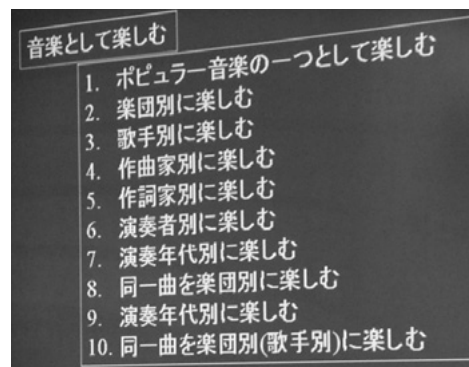 音楽として楽しむ
1. ポピュラー音楽の一つとして楽しむ
2. 楽団別に楽しむ
3. 歌手別に楽しむ
4. 作曲家別に楽しむ
5. 作詞家別に楽しむ
6. 演奏者別に楽しむ
7. 演奏年代別に楽しむ
8. 同一曲を楽団別に楽しむ
9. 演奏年代別に楽しむ
10. 同一曲を楽団別(歌手別)に楽しむ